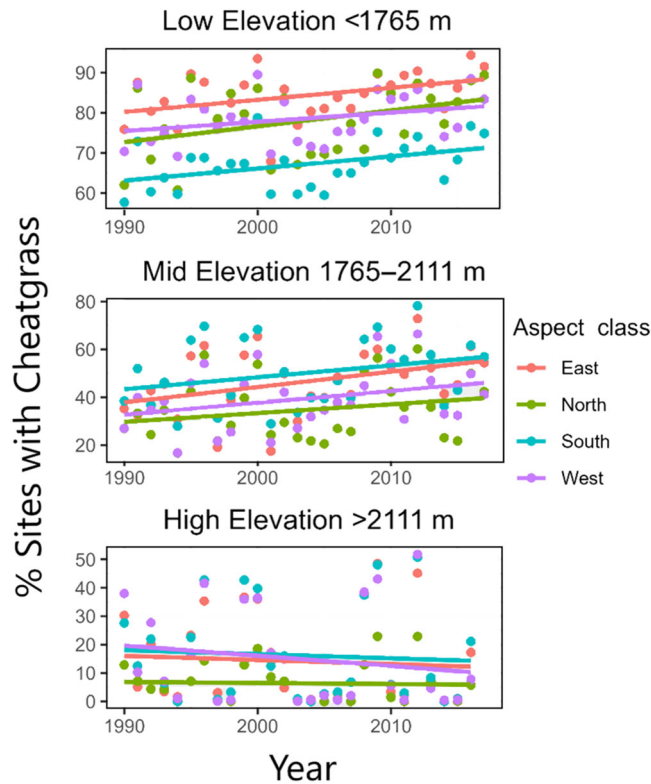 Low Elevation <1765 m
90
80
70
60
1990
2000
2010
Mid Elevation 1765–2111 m
80
60
40
20
1990
2000
2010
High Elevation >2111 m
50
40
30
20
10
0
1990
2000
2010
% Sites with Cheatgrass
Year
Aspect class
East
North
South
West